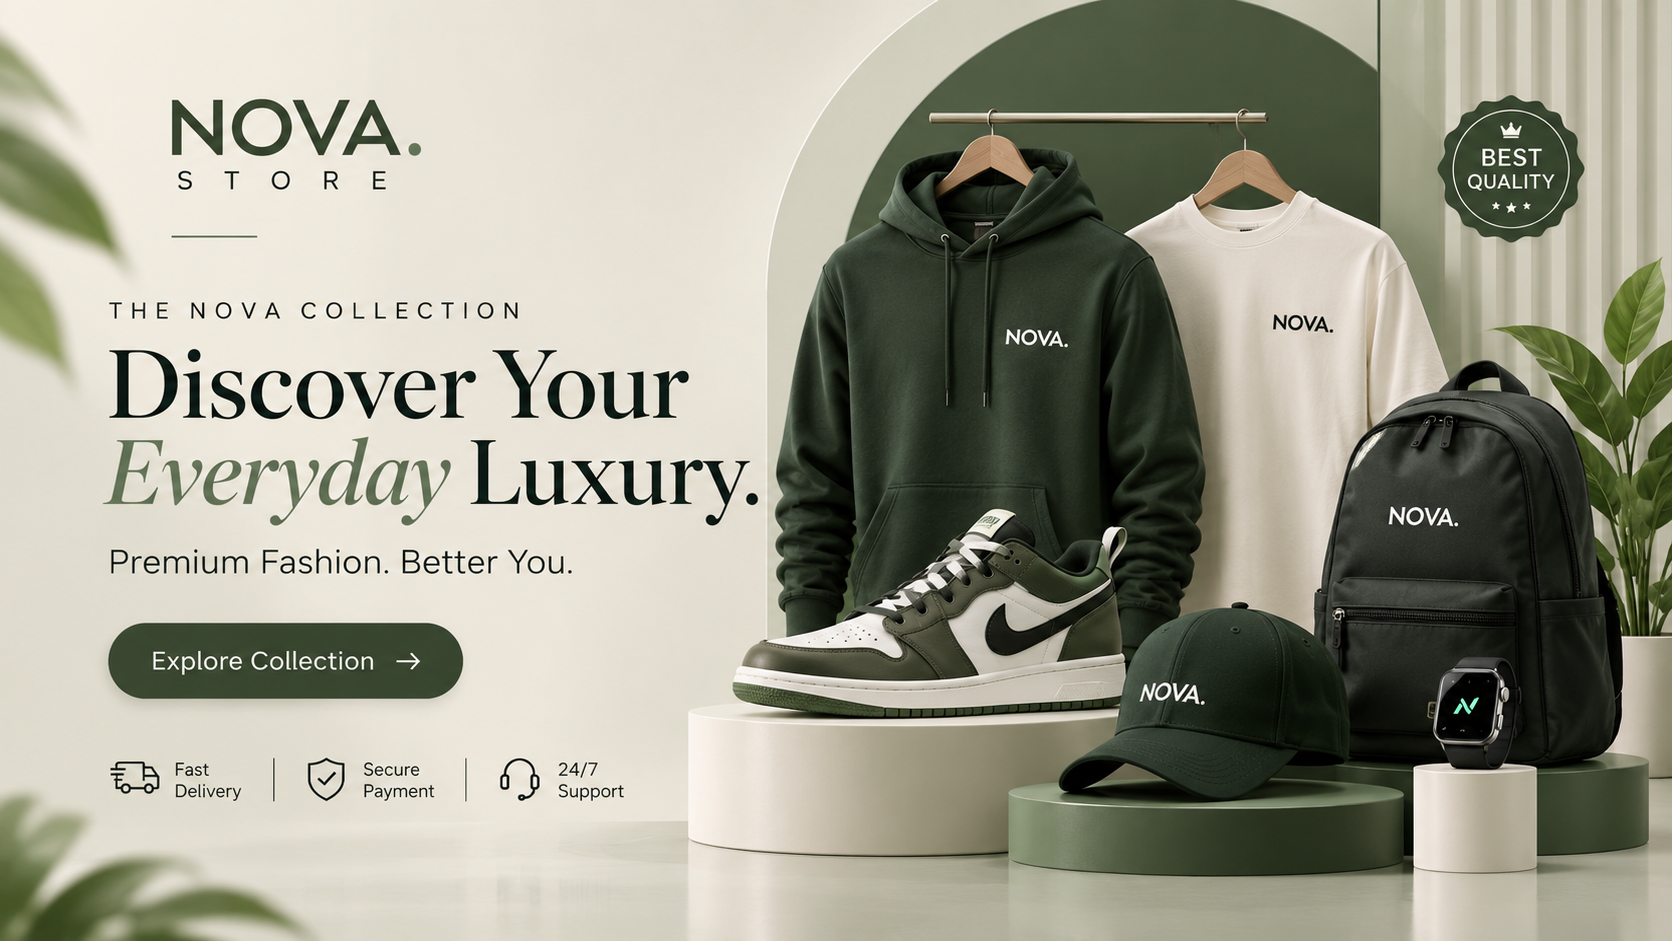 NOVA.
STORE
THE NOVA COLLECTION
Discover Your
Everyday Luxury.
Premium Fashion. Better You.
Explore Collection →
Fast
Delivery
Secure
Payment
24/7
Support
NOVA.
NOVA.
BEST
QUALITY
NOVA.
NOVA.